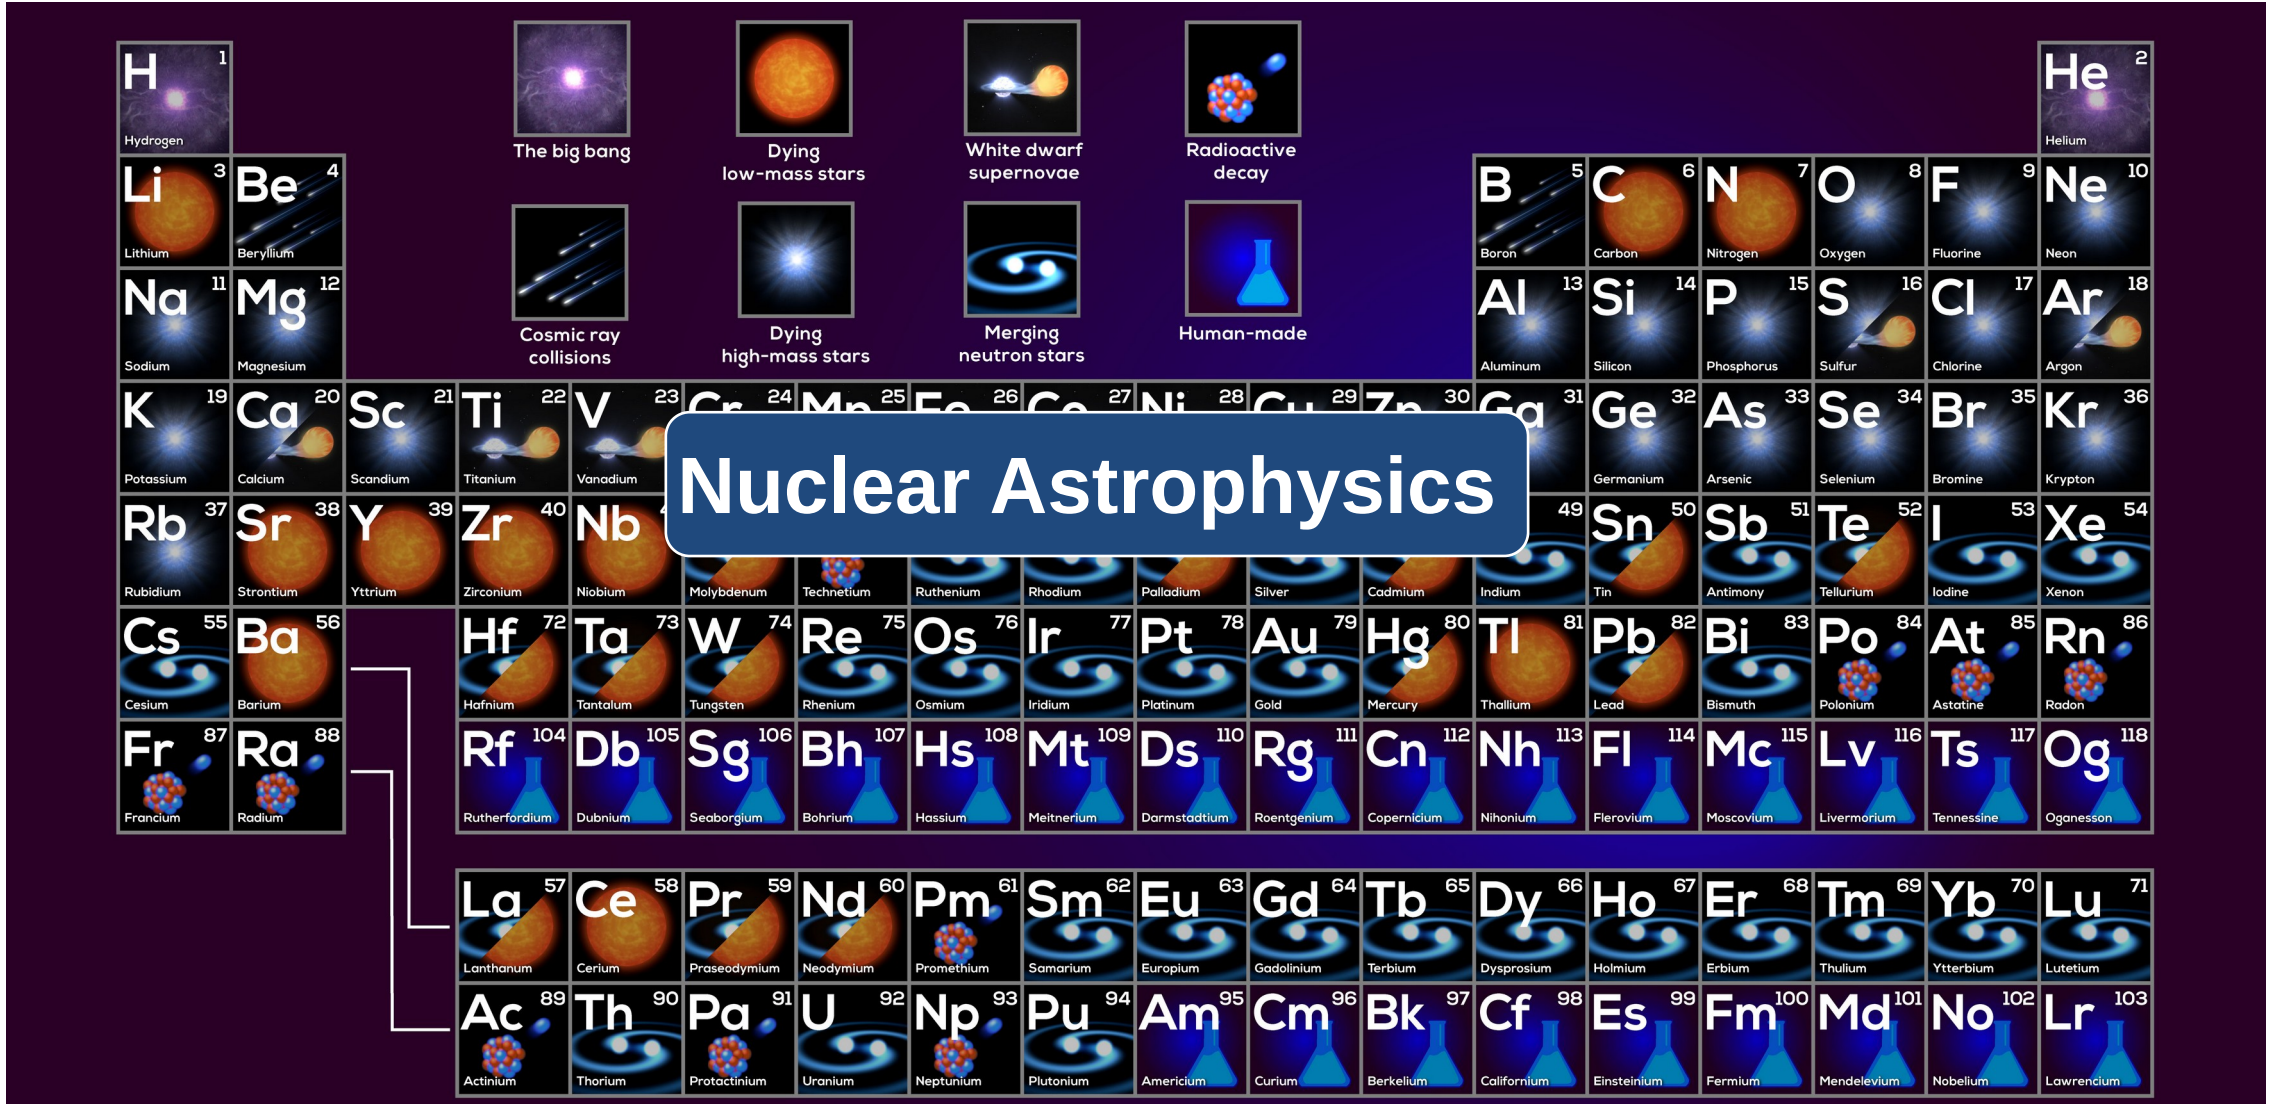 H 1 Hydrogen
He 2 Helium
The big bang
Dying
low-mass stars
White dwarf
supernovae
Radioactive
decay
Cosmic ray
collisions
Dying
high-mass stars
Merging
neutron stars
Human-made
Li 3 Lithium
Be 4 Beryllium
B 5 Boron
C 6 Carbon
N 7 Nitrogen
O 8 Oxygen
F 9 Fluorine
Ne 10 Neon
Na 11 Sodium
Mg 12 Magnesium
Al 13 Aluminum
Si 14 Silicon
P 15 Phosphorus
S 16 Sulfur
Cl 17 Chlorine
Ar 18 Argon
K 19 Potassium
Ca 20 Calcium
Sc 21 Scandium
Ti 22 Titanium
V 23 Vanadium
Cr 24
Mn 25
Fe 26
Co 27
Ni 28
Cu 29
Zn 30
Ga 31
Ge 32 Germanium
As 33 Arsenic
Se 34 Selenium
Br 35 Bromine
Kr 36 Krypton
Nuclear Astrophysics
Rb 37 Rubidium
Sr 38 Strontium
Y 39 Yttrium
Zr 40 Zirconium
Nb Niobium
Molybdenum
Technetium
Ruthenium
Rhodium
Palladium
Silver
Cadmium
49 Indium
Sn 50 Tin
Sb 51 Antimony
Te 52 Tellurium
I 53 Iodine
Xe 54 Xenon
Cs 55 Cesium
Ba 56 Barium
Hf 72 Hafnium
Ta 73 Tantalum
W 74 Tungsten
Re 75 Rhenium
Os 76 Osmium
Ir 77 Iridium
Pt 78 Platinum
Au 79 Gold
Hg 80 Mercury
Tl 81 Thallium
Pb 82 Lead
Bi 83 Bismuth
Po 84 Polonium
At 85 Astatine
Rn 86 Radon
Fr 87 Francium
Ra 88 Radium
Rf 104 Rutherfordium
Db 105 Dubnium
Sg 106 Seaborgium
Bh 107 Bohrium
Hs 108 Hassium
Mt 109 Meitnerium
Ds 110 Darmstadtium
Rg 111 Roentgenium
Cn 112 Copernicium
Nh 113 Nihonium
Fl 114 Flerovium
Mc 115 Moscovium
Lv 116 Livermorium
Ts 117 Tennessine
Og 118 Oganesson
La 57 Lanthanum
Ce 58 Cerium
Pr 59 Praseodymium
Nd 60 Neodymium
Pm 61 Promethium
Sm 62 Samarium
Eu 63 Europium
Gd 64 Gadolinium
Tb 65 Terbium
Dy 66 Dysprosium
Ho 67 Holmium
Er 68 Erbium
Tm 69 Thulium
Yb 70 Ytterbium
Lu 71 Lutetium
Ac 89 Actinium
Th 90 Thorium
Pa 91 Protactinium
U 92 Uranium
Np 93 Neptunium
Pu 94 Plutonium
Am 95 Americium
Cm 96 Curium
Bk 97 Berkelium
Cf 98 Californium
Es 99 Einsteinium
Fm 100 Fermium
Md 101 Mendelevium
No 102 Nobelium
Lr 103 Lawrencium